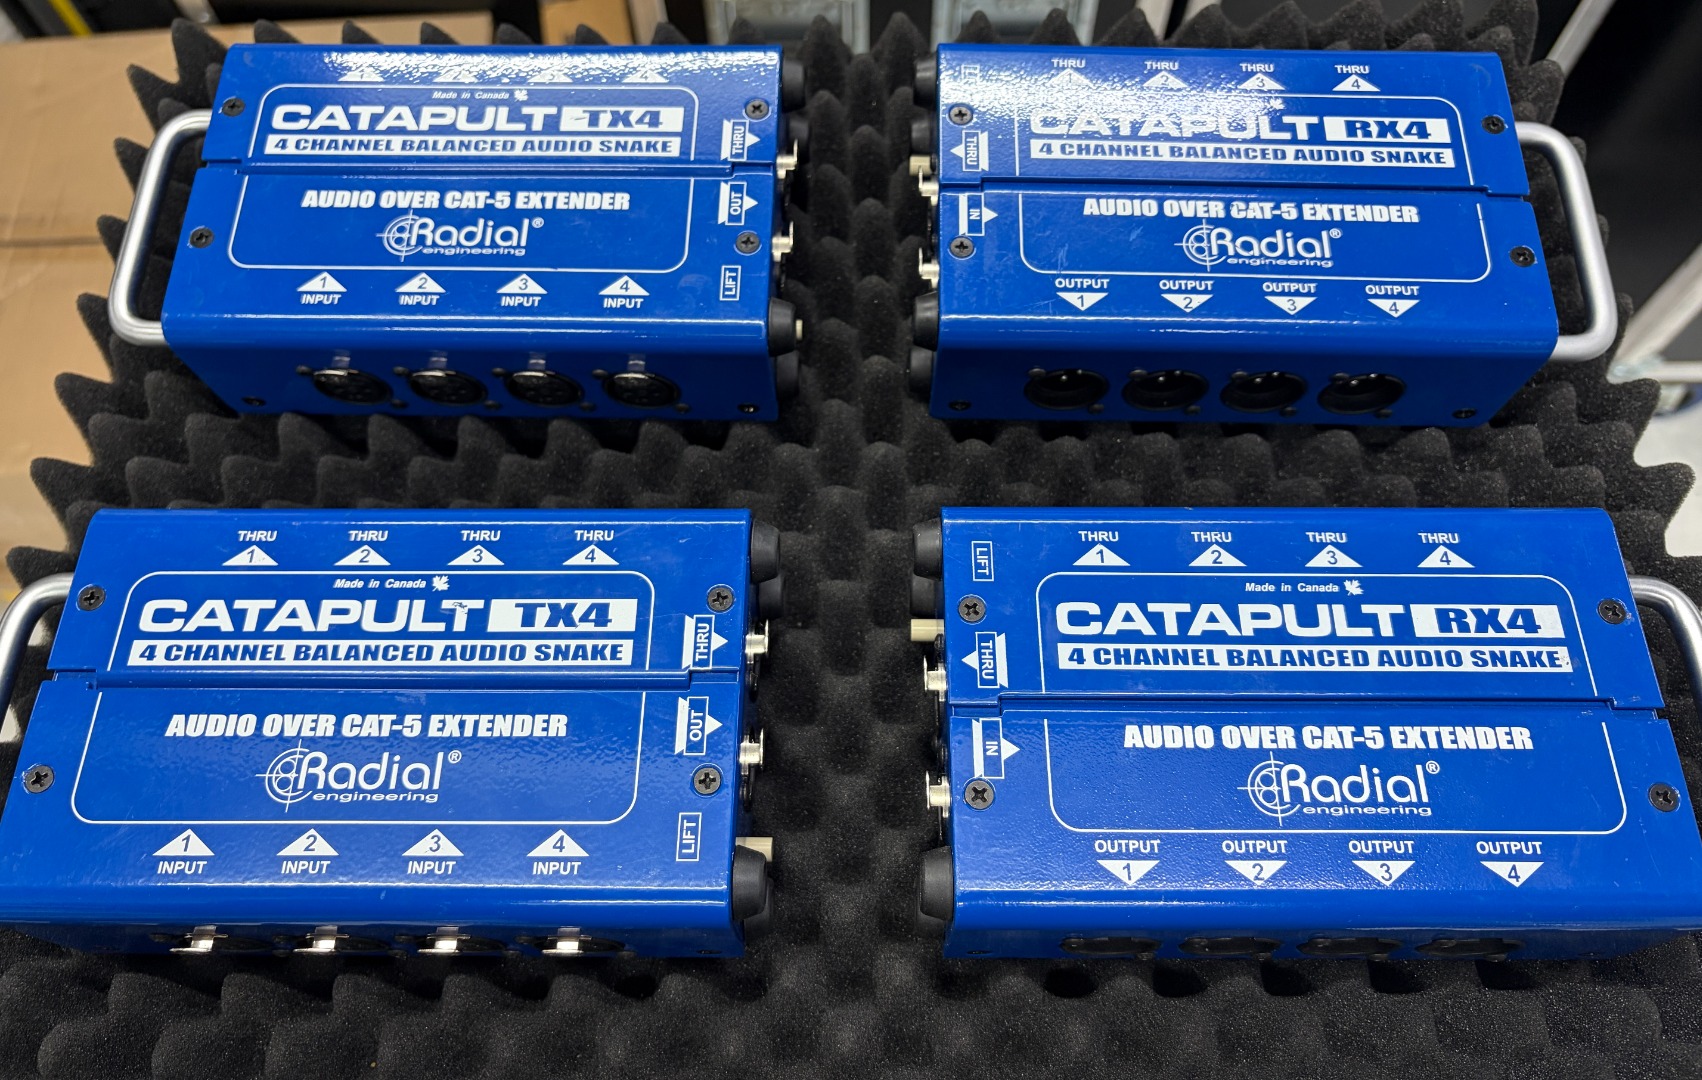 1 2 3 4
Made in Canada
CATAPULT TX4
4 CHANNEL BALANCED AUDIO SNAKE
THRU
AUDIO OVER CAT-5 EXTENDER
OUT
Radial®
engineering
LIFT
1 2 3 4
INPUT INPUT INPUT INPUT
THRU THRU THRU THRU
1 2 3 4
CATAPULT RX4
4 CHANNEL BALANCED AUDIO SNAKE
THRU
AUDIO OVER CAT-5 EXTENDER
IN
Radial®
engineering
OUTPUT OUTPUT OUTPUT OUTPUT
1 2 3 4
THRU THRU THRU THRU
1 2 3 4
Made in Canada
CATAPULT TX4
4 CHANNEL BALANCED AUDIO SNAKE
THRU
AUDIO OVER CAT-5 EXTENDER
OUT
Radial®
engineering
LIFT
1 2 3 4
INPUT INPUT INPUT INPUT
THRU THRU THRU THRU
1 2 3 4
LIFT
Made in Canada
CATAPULT RX4
4 CHANNEL BALANCED AUDIO SNAKE
THRU
AUDIO OVER CAT-5 EXTENDER
IN
Radial®
engineering
OUTPUT OUTPUT OUTPUT OUTPUT
1 2 3 4